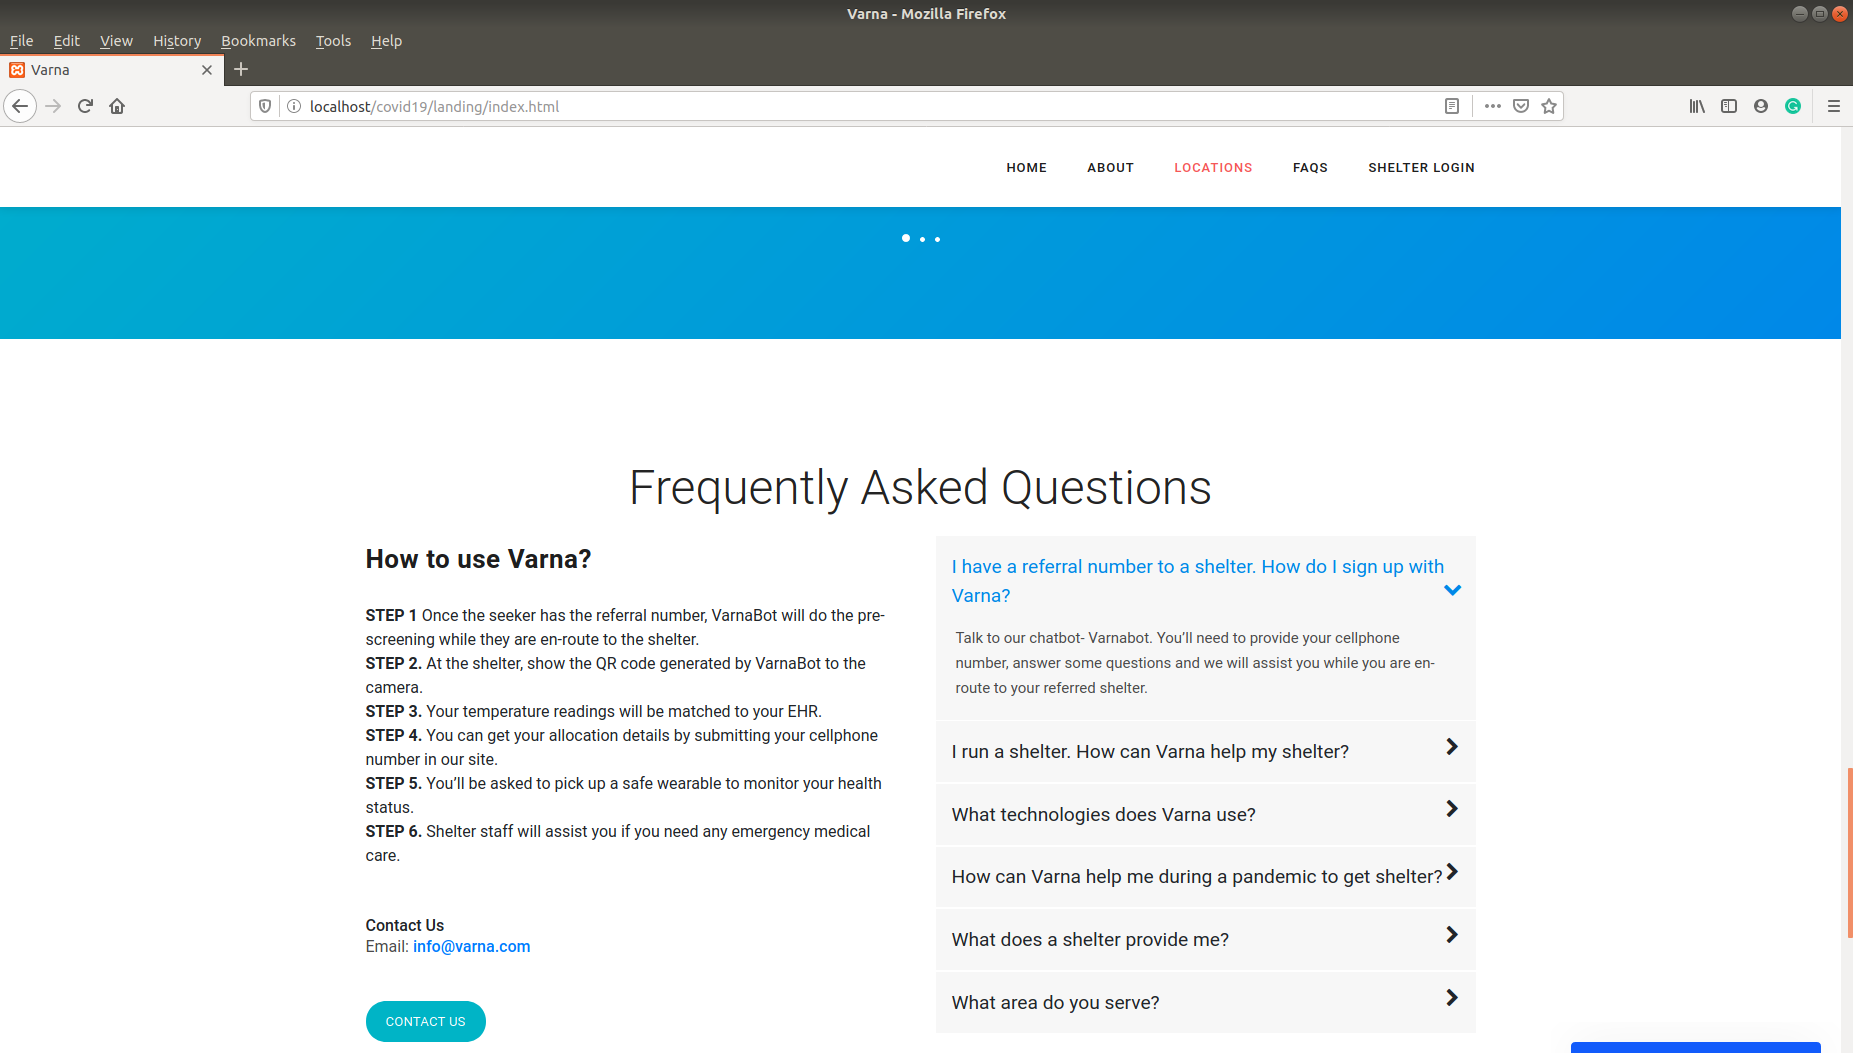 Varna - Mozilla Firefox
File Edit View History Bookmarks Tools Help
Varna
localhost/covid19/landing/index.html
HOME ABOUT LOCATIONS FAQS SHELTER LOGIN
Frequently Asked Questions
How to use Varna?
STEP 1 Once the seeker has the referral number, VarnaBot will do the pre-
screening while they are en-route to the shelter.
STEP 2. At the shelter, show the QR code generated by VarnaBot to the
camera.
STEP 3. Your temperature readings will be matched to your EHR.
STEP 4. You can get your allocation details by submitting your cellphone
number in our site.
STEP 5. You’ll be asked to pick up a safe wearable to monitor your health
status.
STEP 6. Shelter staff will assist you if you need any emergency medical
care.
Contact Us
Email: info@varna.com
CONTACT US
I have a referral number to a shelter. How do I sign up with
Varna?
Talk to our chatbot- Varnabot. You’ll need to provide your cellphone
number, answer some questions and we will assist you while you are en-
route to your referred shelter.
I run a shelter. How can Varna help my shelter?
What technologies does Varna use?
How can Varna help me during a pandemic to get shelter?
What does a shelter provide me?
What area do you serve?